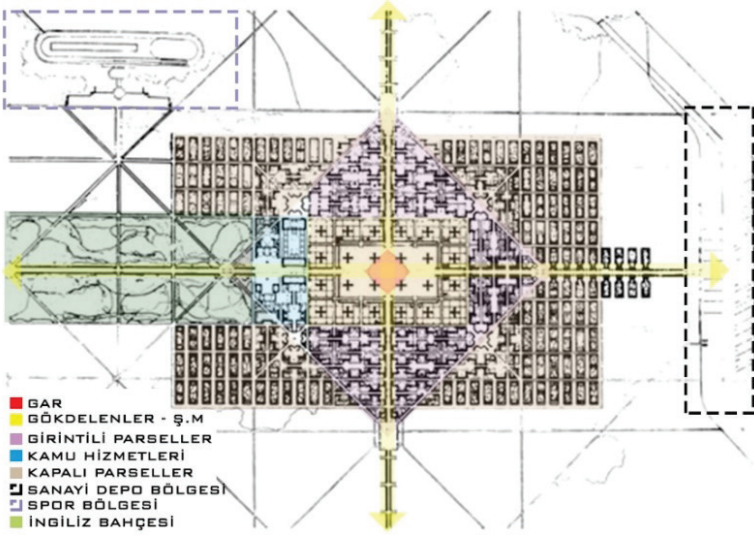 GAR
GÖKDELENLER - Ş.M
GİRİNTİLİ PARSELLER
KAMU HİZMETLERİ
KAPALI PARSELLER
SANAYİ DEPO BÖLGESİ
SPOR BÖLGESİ
İNGİLİZ BAHÇESİ